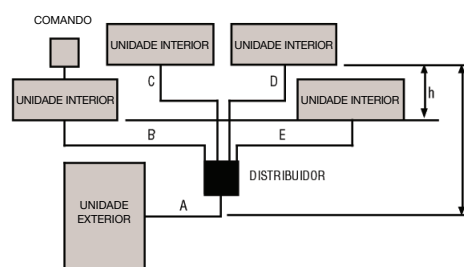 COMANDO
UNIDADE INTERIOR
UNIDADE INTERIOR
C
D
UNIDADE INTERIOR
UNIDADE INTERIOR
h
B
E
DISTRIBUIDOR
UNIDADE
EXTERIOR
A